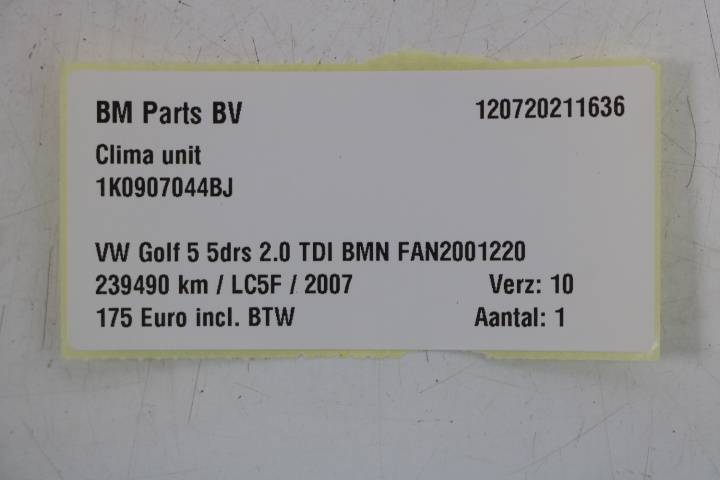 BM Parts BV 120720211636
Clima unit
1K0907044BJ
VW Golf 5 5drs 2.0 TDI BMN FAN2001220
239490 km / LC5F / 2007 Verz: 10
175 Euro incl. BTW Aantal: 1